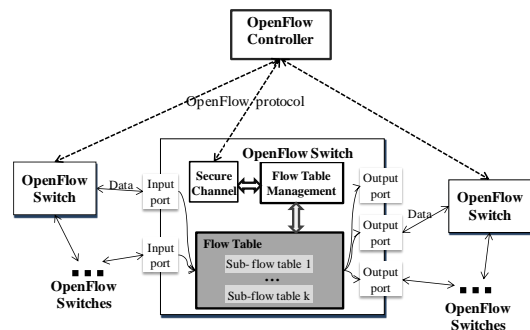 OpenFlow
Controller
OpenFlow protocol
OpenFlow Switch
OpenFlow
Switch
Data
Input
port
Secure
Channel
Flow Table
Management
Output
port
Input
port
Flow Table
Sub- flow table 1
...
Sub-flow table k
Output
port
Data
OpenFlow
Switch
Output
port
OpenFlow
Switches
OpenFlow
Switches